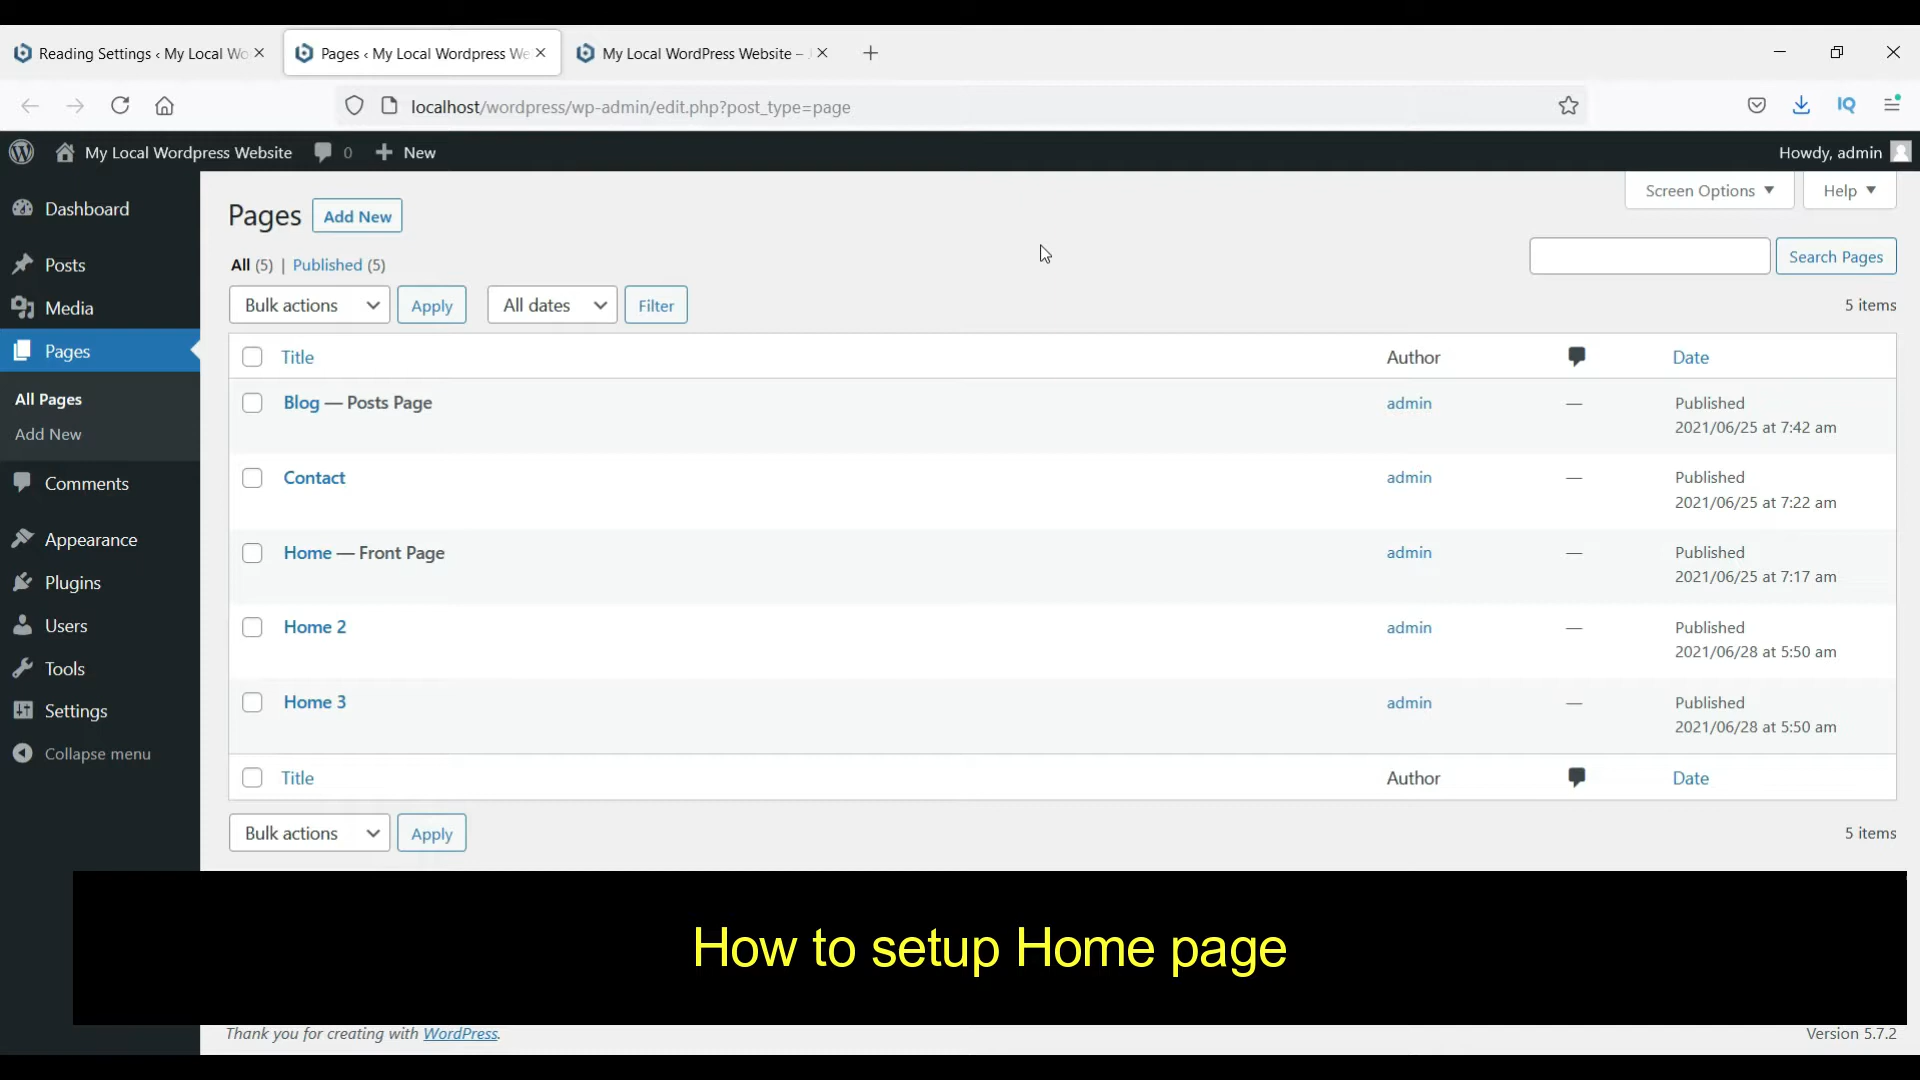 Reading Settings ‹ My Local Wo
Pages ‹ My Local Wordpress We
My Local WordPress Website –
localhost/wordpress/wp-admin/edit.php?post_type=page
IQ
My Local Wordpress Website
0
New
Howdy, admin
Dashboard
Posts
Media
Pages
All Pages
Add New
Comments
Appearance
Plugins
Users
Tools
Settings
Collapse menu
Screen Options
Help
Pages
Add New
All (5) | Published (5)
Search Pages
Bulk actions
Apply
All dates
Filter
5 items
Title
Author
Date
Blog — Posts Page
admin
—
Published
2021/06/25 at 7:42 am
Contact
admin
—
Published
2021/06/25 at 7:22 am
Home — Front Page
admin
—
Published
2021/06/25 at 7:17 am
Home 2
admin
—
Published
2021/06/28 at 5:50 am
Home 3
admin
—
Published
2021/06/28 at 5:50 am
Title
Author
Date
Bulk actions
Apply
5 items
How to setup Home page
Thank you for creating with WordPress.
Version 5.7.2